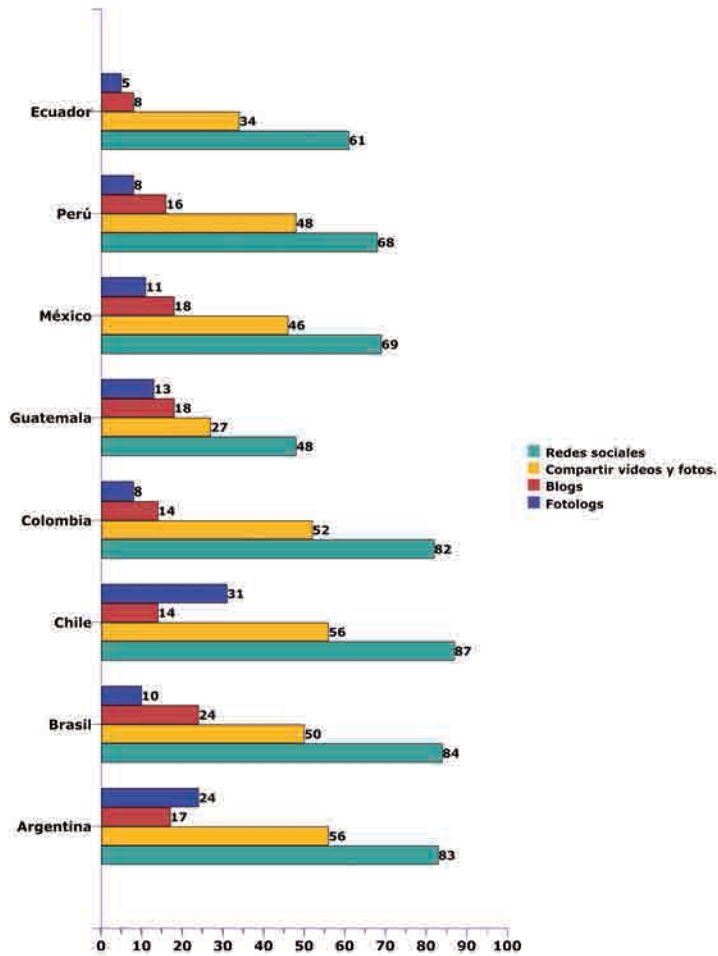 5
8
Ecuador
34
61
8
16
Perú
48
68
11
18
México
46
69
13
18
Guatemala
27
48
Redes sociales
Compartir videos y fotos.
Blogs
Fotologs
8
14
Colombia
52
82
31
14
Chile
56
87
10
24
Brasil
50
84
24
17
Argentina
56
83
0 10 20 30 40 50 60 70 80 90 100